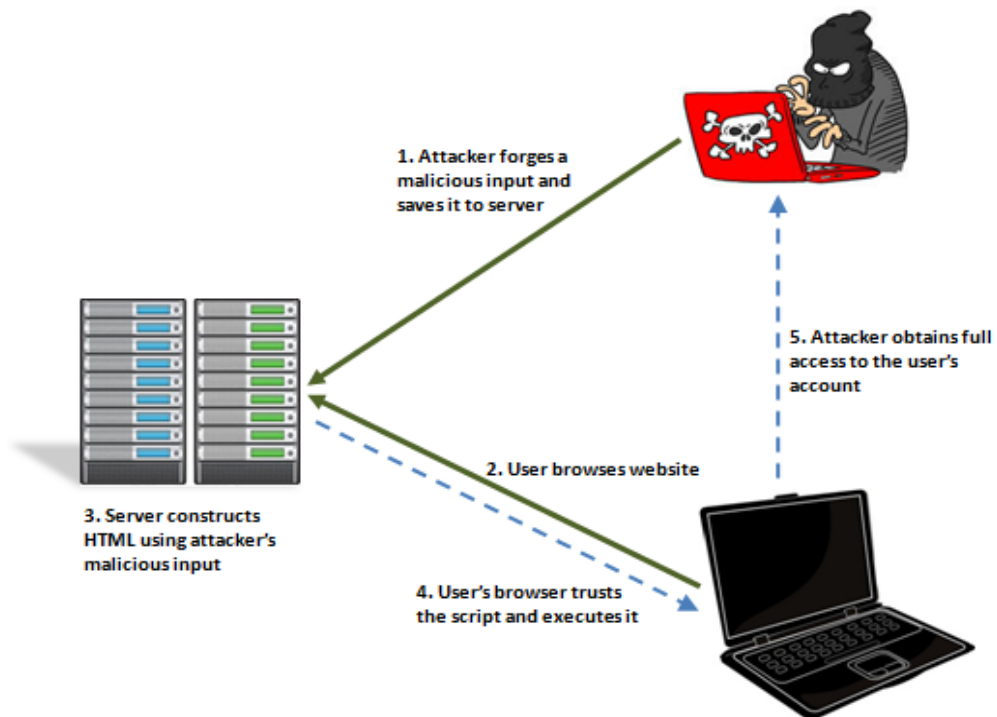 1. Attacker forges a
malicious input and
saves it to server
2. User browses website
3. Server constructs
HTML using attacker's
malicious input
4. User's browser trusts
the script and executes it
5. Attacker obtains full
access to the user's
account